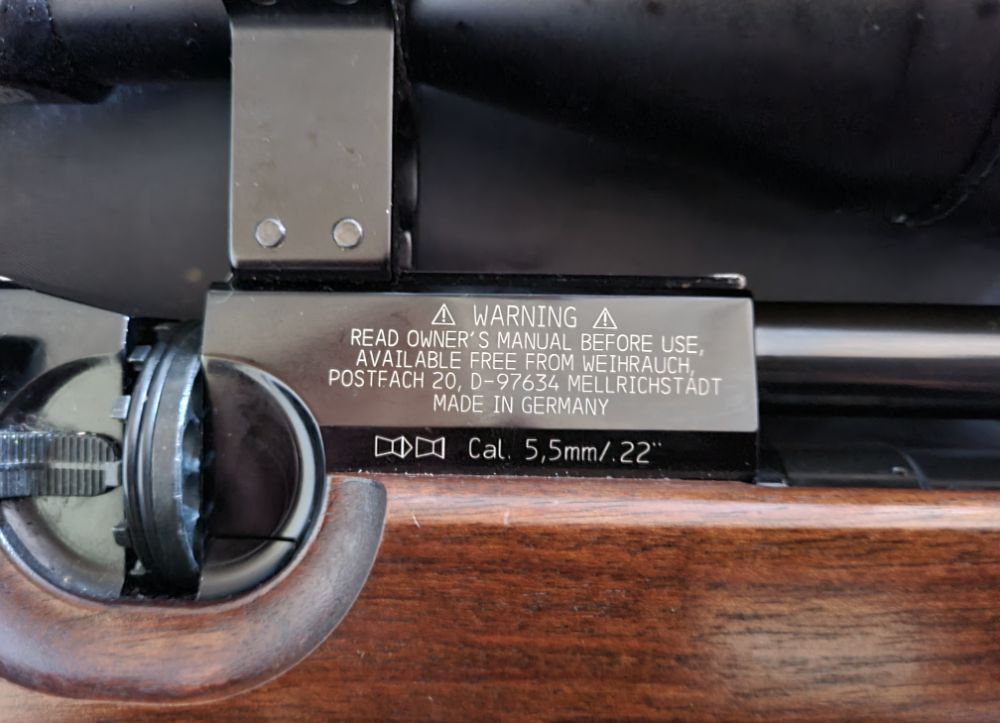 ⚠ WARNING ⚠
READ OWNER'S MANUAL BEFORE USE,
AVAILABLE FREE FROM WEIHRAUCH,
POSTFACH 20, D-97634 MELLRICHSTADT
MADE IN GERMANY
Cal. 5,5mm/.22"